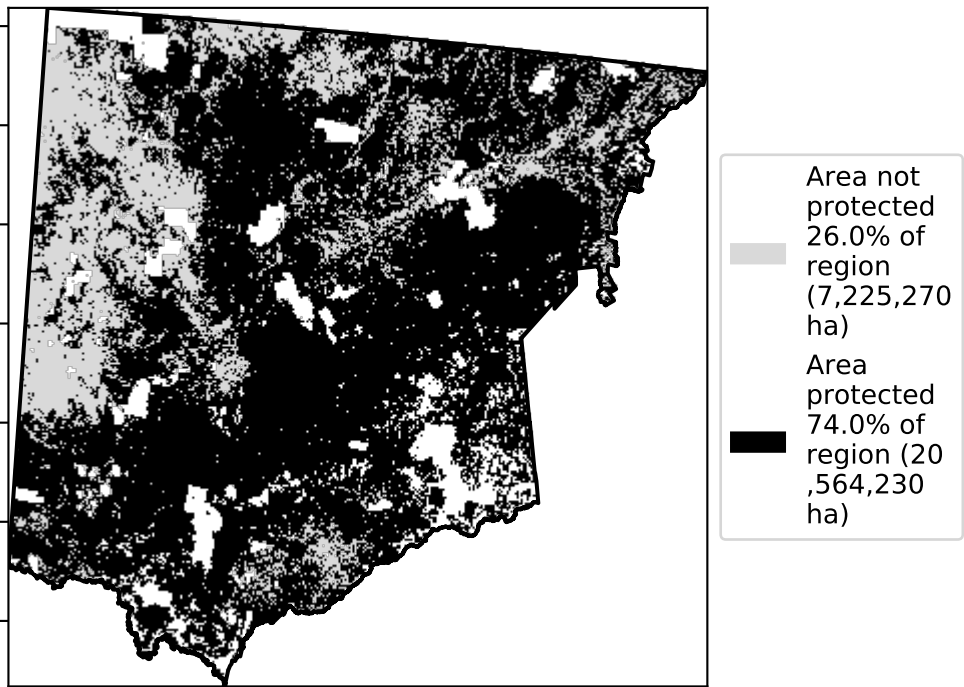 Area not
protected
26.0% of
region
(7,225,270
ha)
Area
protected
74.0% of
region (20
,564,230
ha)